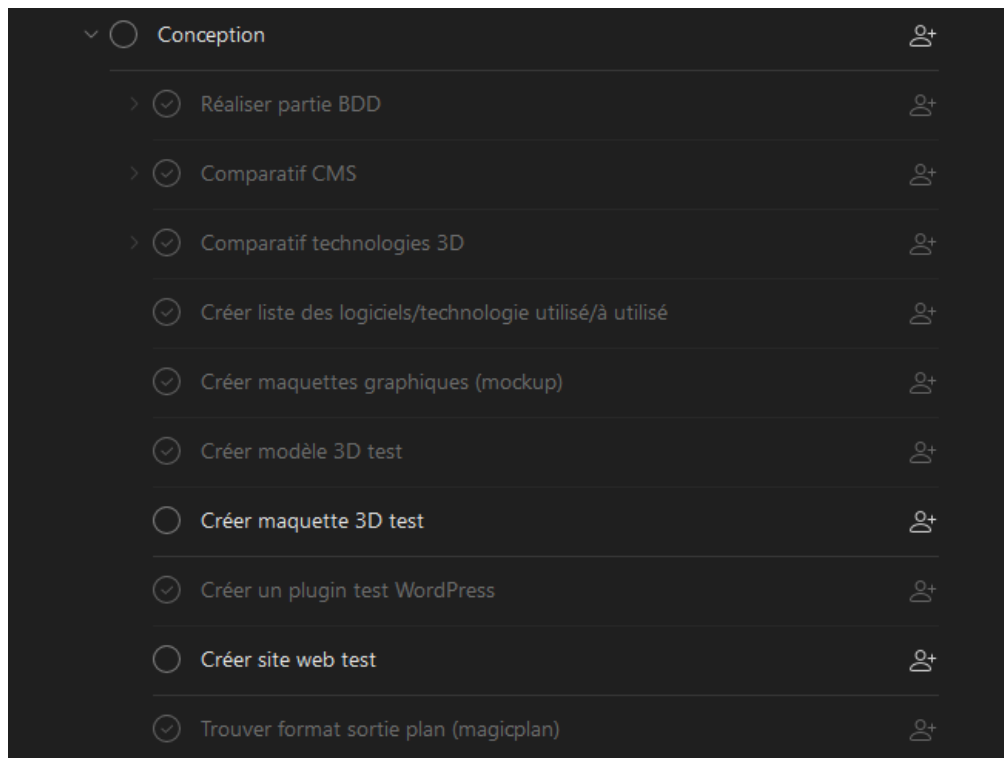 Conception
Réaliser partie BDD
Comparatif CMS
Comparatif technologies 3D
Créer liste des logiciels/technologie utilisé/à utilisé
Créer maquettes graphiques (mockup)
Créer modèle 3D test
Créer maquette 3D test
Créer un plugin test WordPress
Créer site web test
Trouver format sortie plan (magicplan)